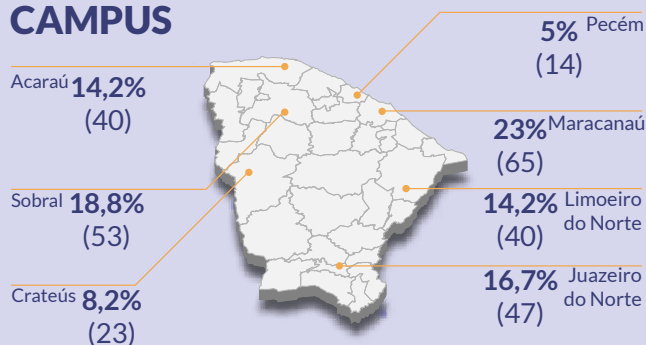 CAMPUS
Acaraú 14,2%
(40)
Sobral 18,8%
(53)
Crateús 8,2%
(23)
5% Pecém
(14)
23% Maracanaú
(65)
14,2% Limoeiro
do Norte
(40)
16,7% Juazeiro
do Norte
(47)